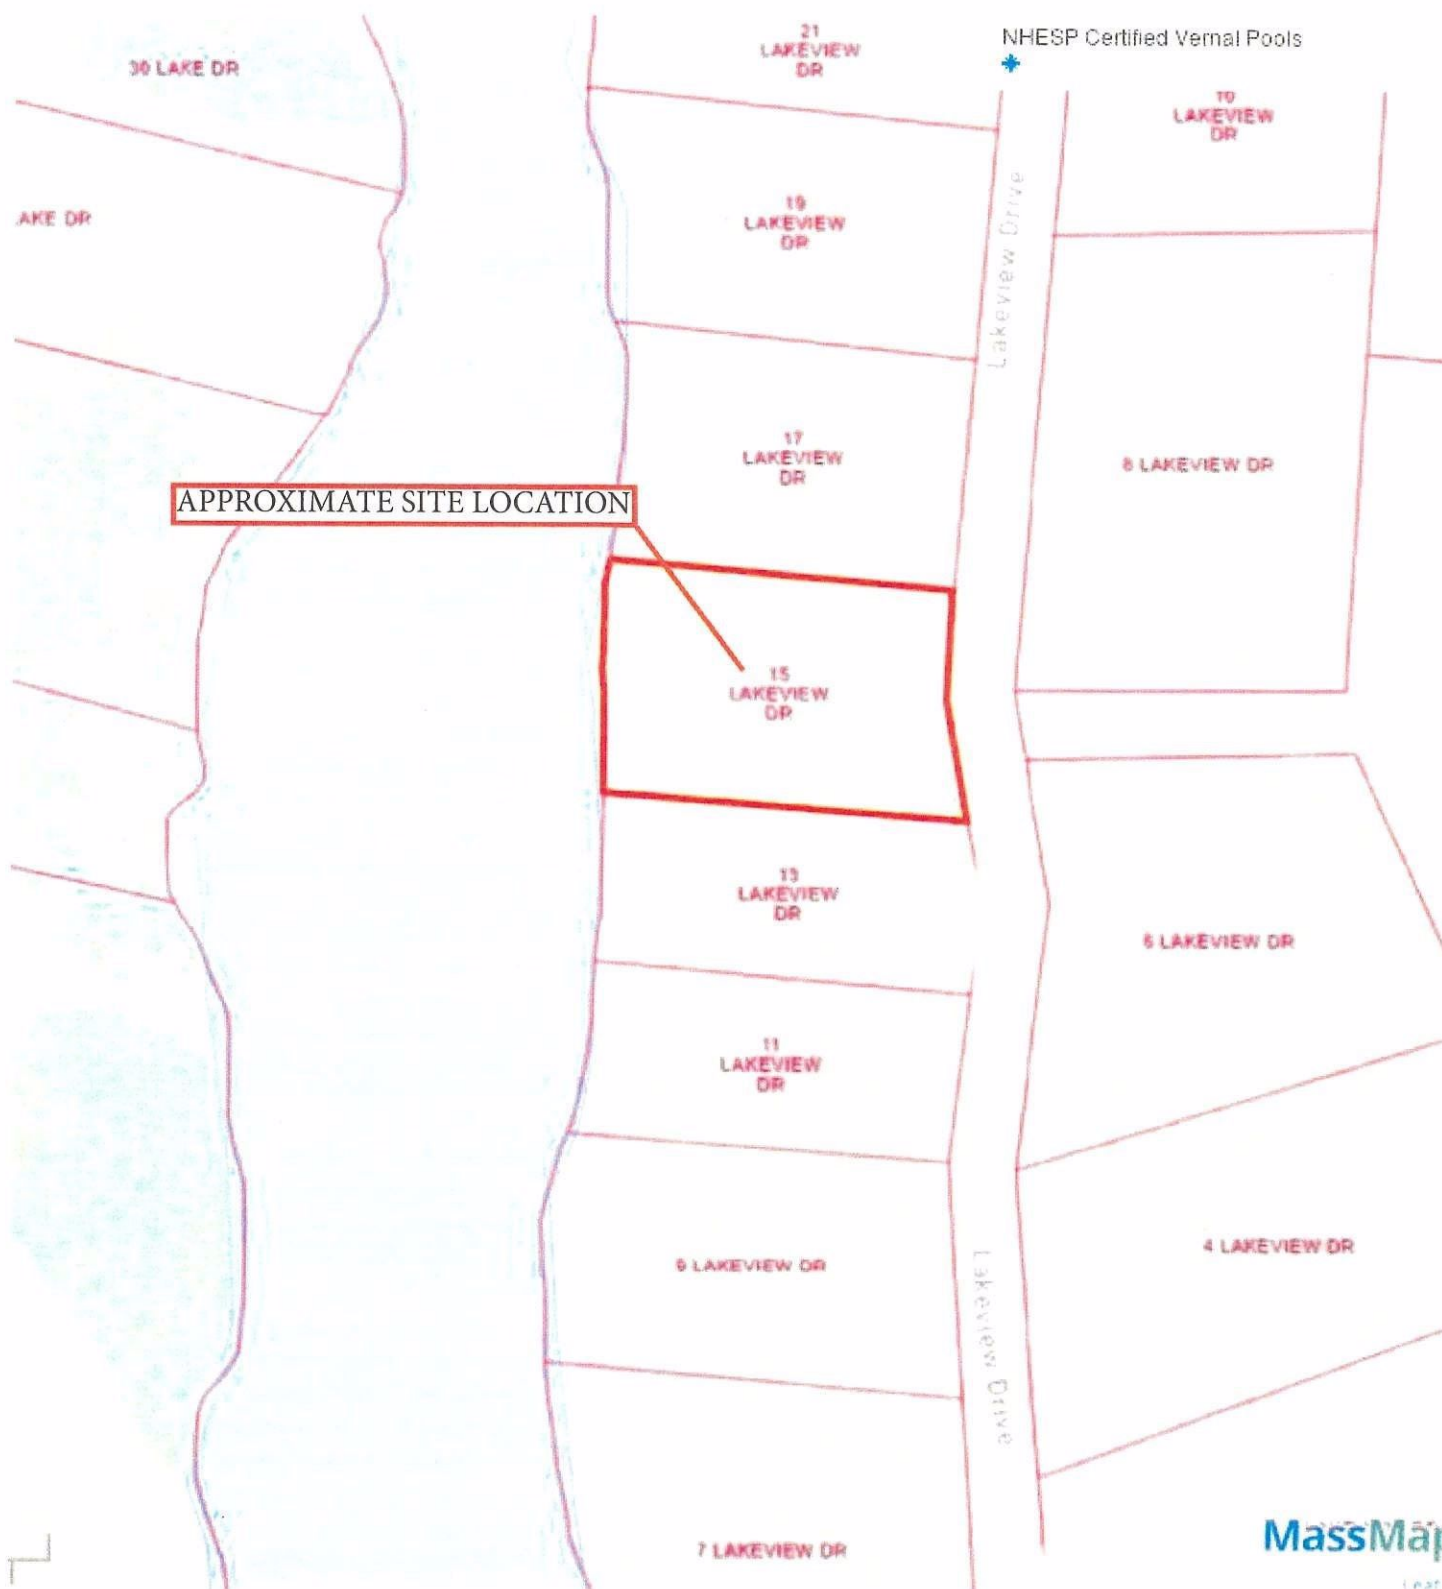 21
LAKEVIEW
DR
NHESP Certified Vernal Pools
30 LAKE DR
10
LAKEVIEW
DR
AKE DR
19
LAKEVIEW
DR
Lakeview Drive
17
LAKEVIEW
DR
8 LAKEVIEW DR
APPROXIMATE SITE LOCATION
15
LAKEVIEW
DR
13
LAKEVIEW
DR
6 LAKEVIEW DR
11
LAKEVIEW
DR
9 LAKEVIEW DR
4 LAKEVIEW DR
Lakeview Drive
7 LAKEVIEW DR
MassMap